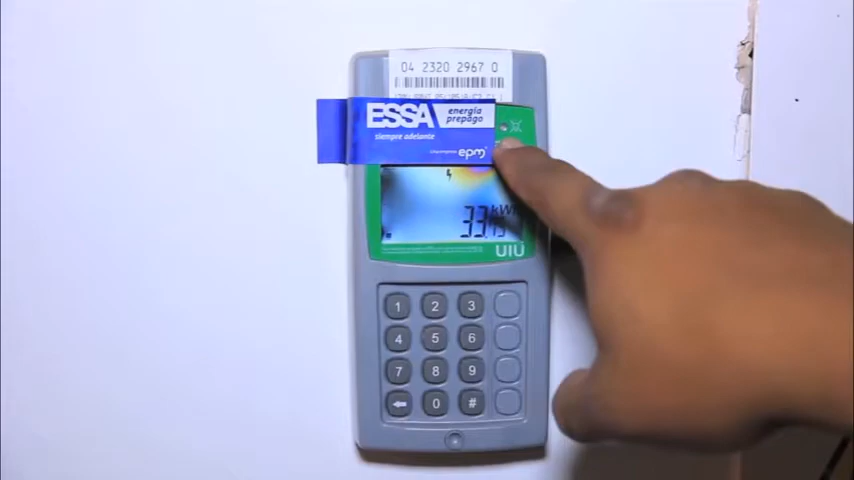 04 2320 2967 0
ESSA energía
prepago
siempre adelante
epm
33.
UIU
1 2 3
4 5 6
7 8 9
0 #